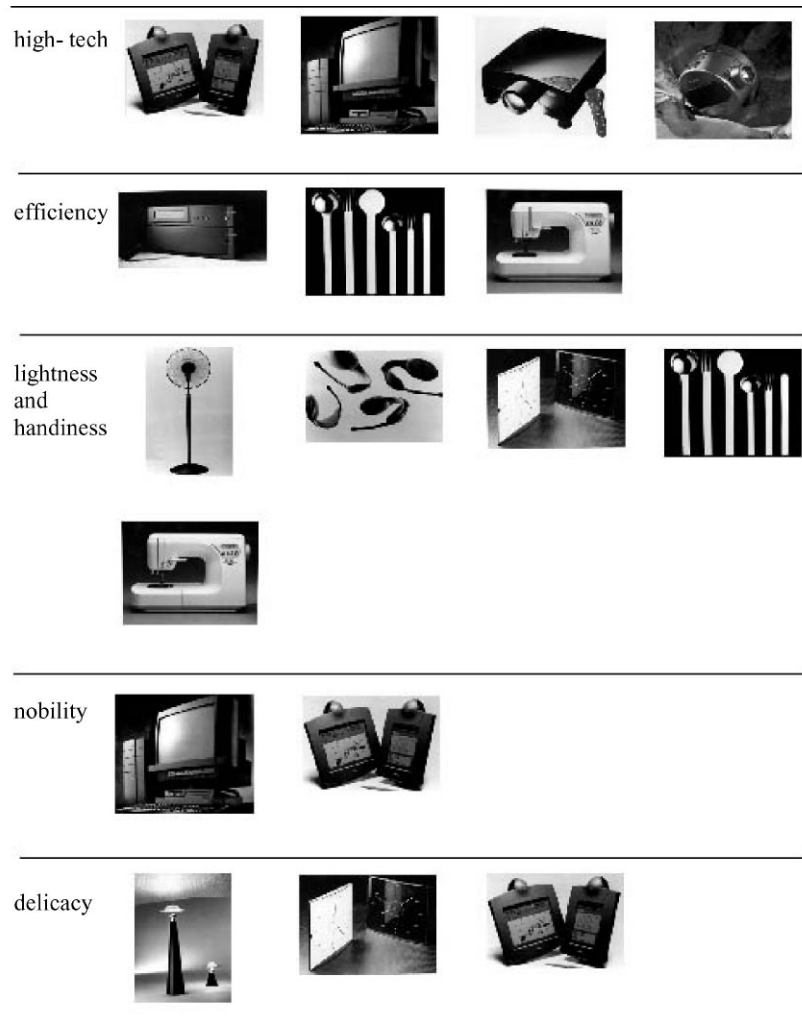 high- tech
efficiency
lightness
and
handiness
nobility
delicacy